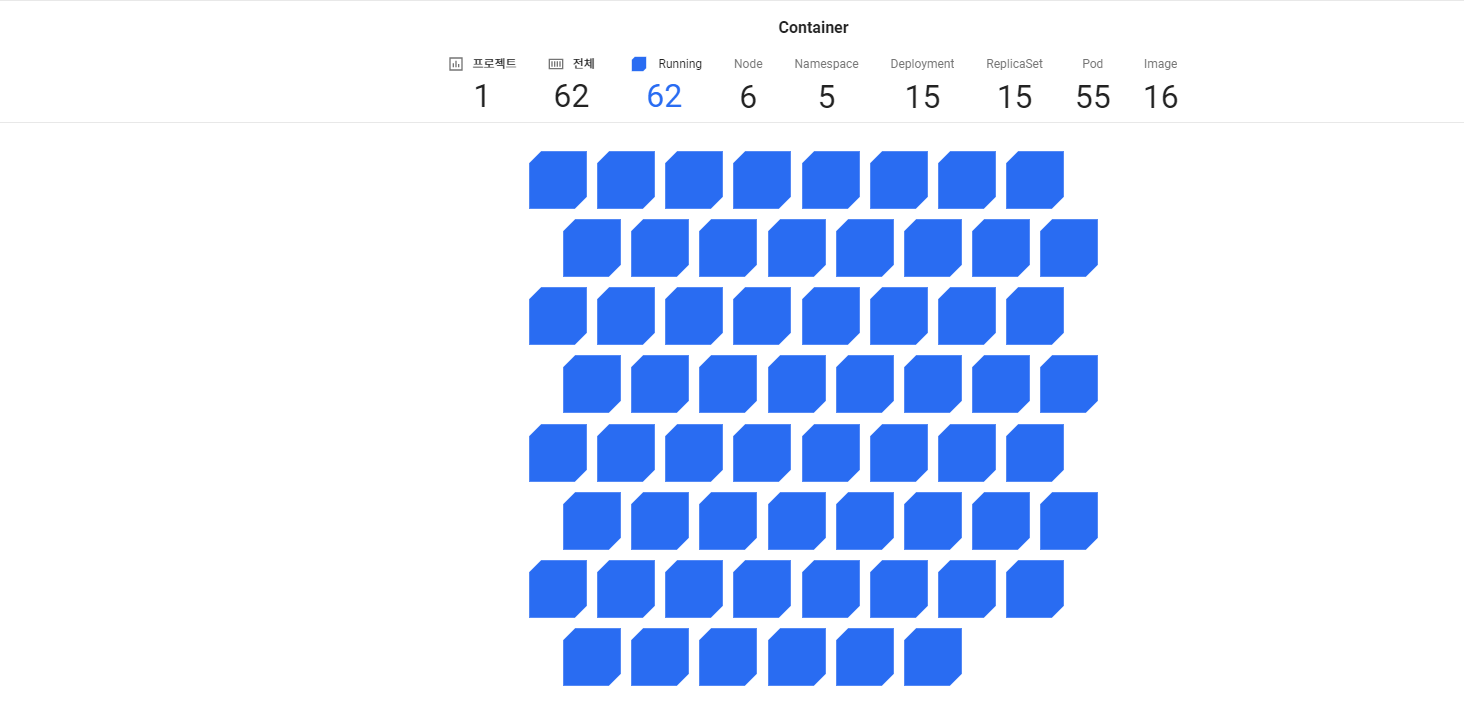 Container
프로젝트 전체 Running Node Namespace Deployment ReplicaSet Pod Image
1 62 62 6 5 15 15 55 16